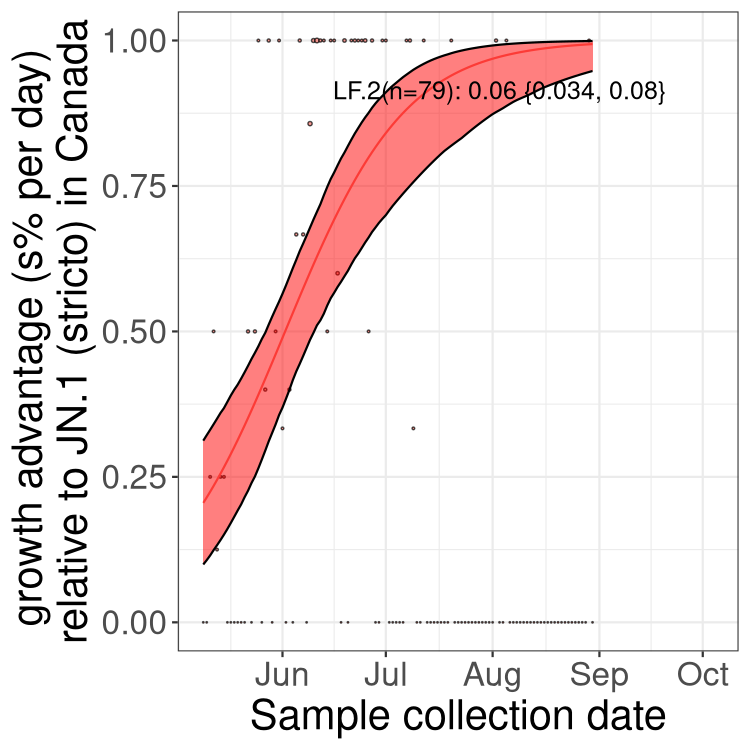 growth advantage (s% per day)
relative to JN.1 (stricto) in Canada
1.00
0.75
0.50
0.25
0.00
LF.2(n=79): 0.06 {0.034, 0.08}
Jun Jul Aug Sep Oct
Sample collection date